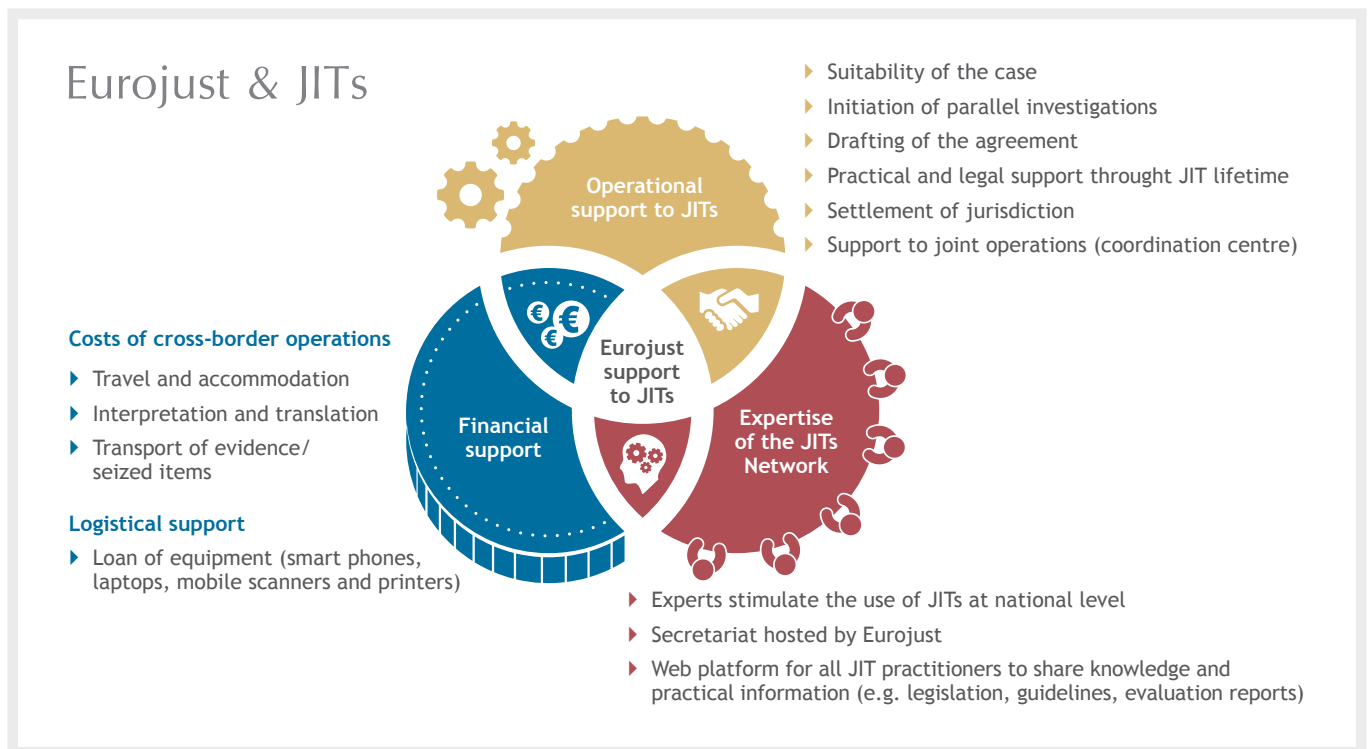 Eurojust & JITs
Suitability of the case
Initiation of parallel investigations
Drafting of the agreement
Practical and legal support throught JIT lifetime
Settlement of jurisdiction
Support to joint operations (coordination centre)
Operational
support to JITs
€
€
€
Eurojust
support
to JITs
Financial
support
Expertise
of the JITs
Network
Costs of cross-border operations
Travel and accommodation
Interpretation and translation
Transport of evidence/
seized items
Logistical support
Loan of equipment (smart phones,
laptops, mobile scanners and printers)
Experts stimulate the use of JITs at national level
Secretariat hosted by Eurojust
Web platform for all JIT practitioners to share knowledge and
practical information (e.g. legislation, guidelines, evaluation reports)